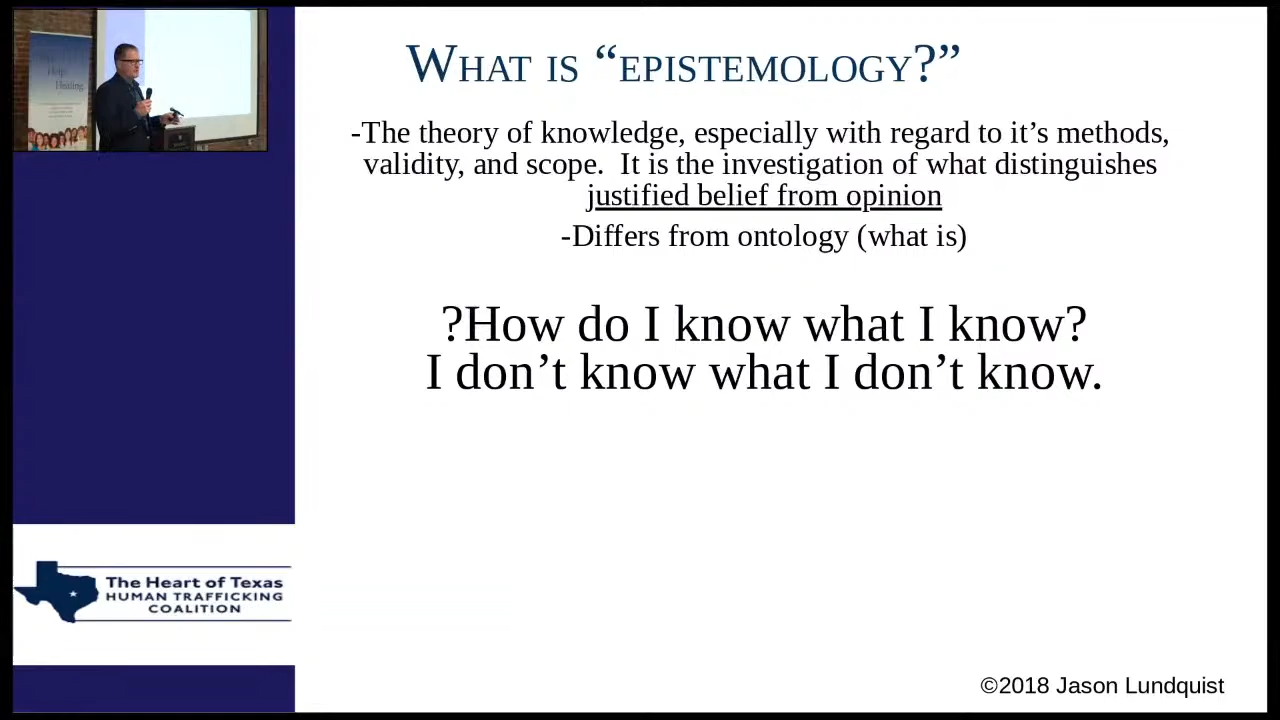 Help
Healing
WHAT IS “EPISTEMOLOGY?”
-The theory of knowledge, especially with regard to it’s methods,
validity, and scope.  It is the investigation of what distinguishes
justified belief from opinion
-Differs from ontology (what is)
?How do I know what I know?
I don’t know what I don’t know.
The Heart of Texas
HUMAN TRAFFICKING
COALITION
©2018 Jason Lundquist